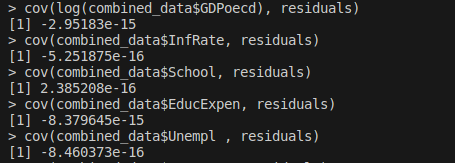 > cov(log(combined_data$GDPoecd), residuals)
[1] -2.95183e-15
> cov(combined_data$InfRate, residuals)
[1] -5.251875e-16
> cov(combined_data$School, residuals)
[1] 2.385208e-16
> cov(combined_data$EducExpen, residuals)
[1] -8.379645e-15
> cov(combined_data$Unempl , residuals)
[1] -8.460373e-16